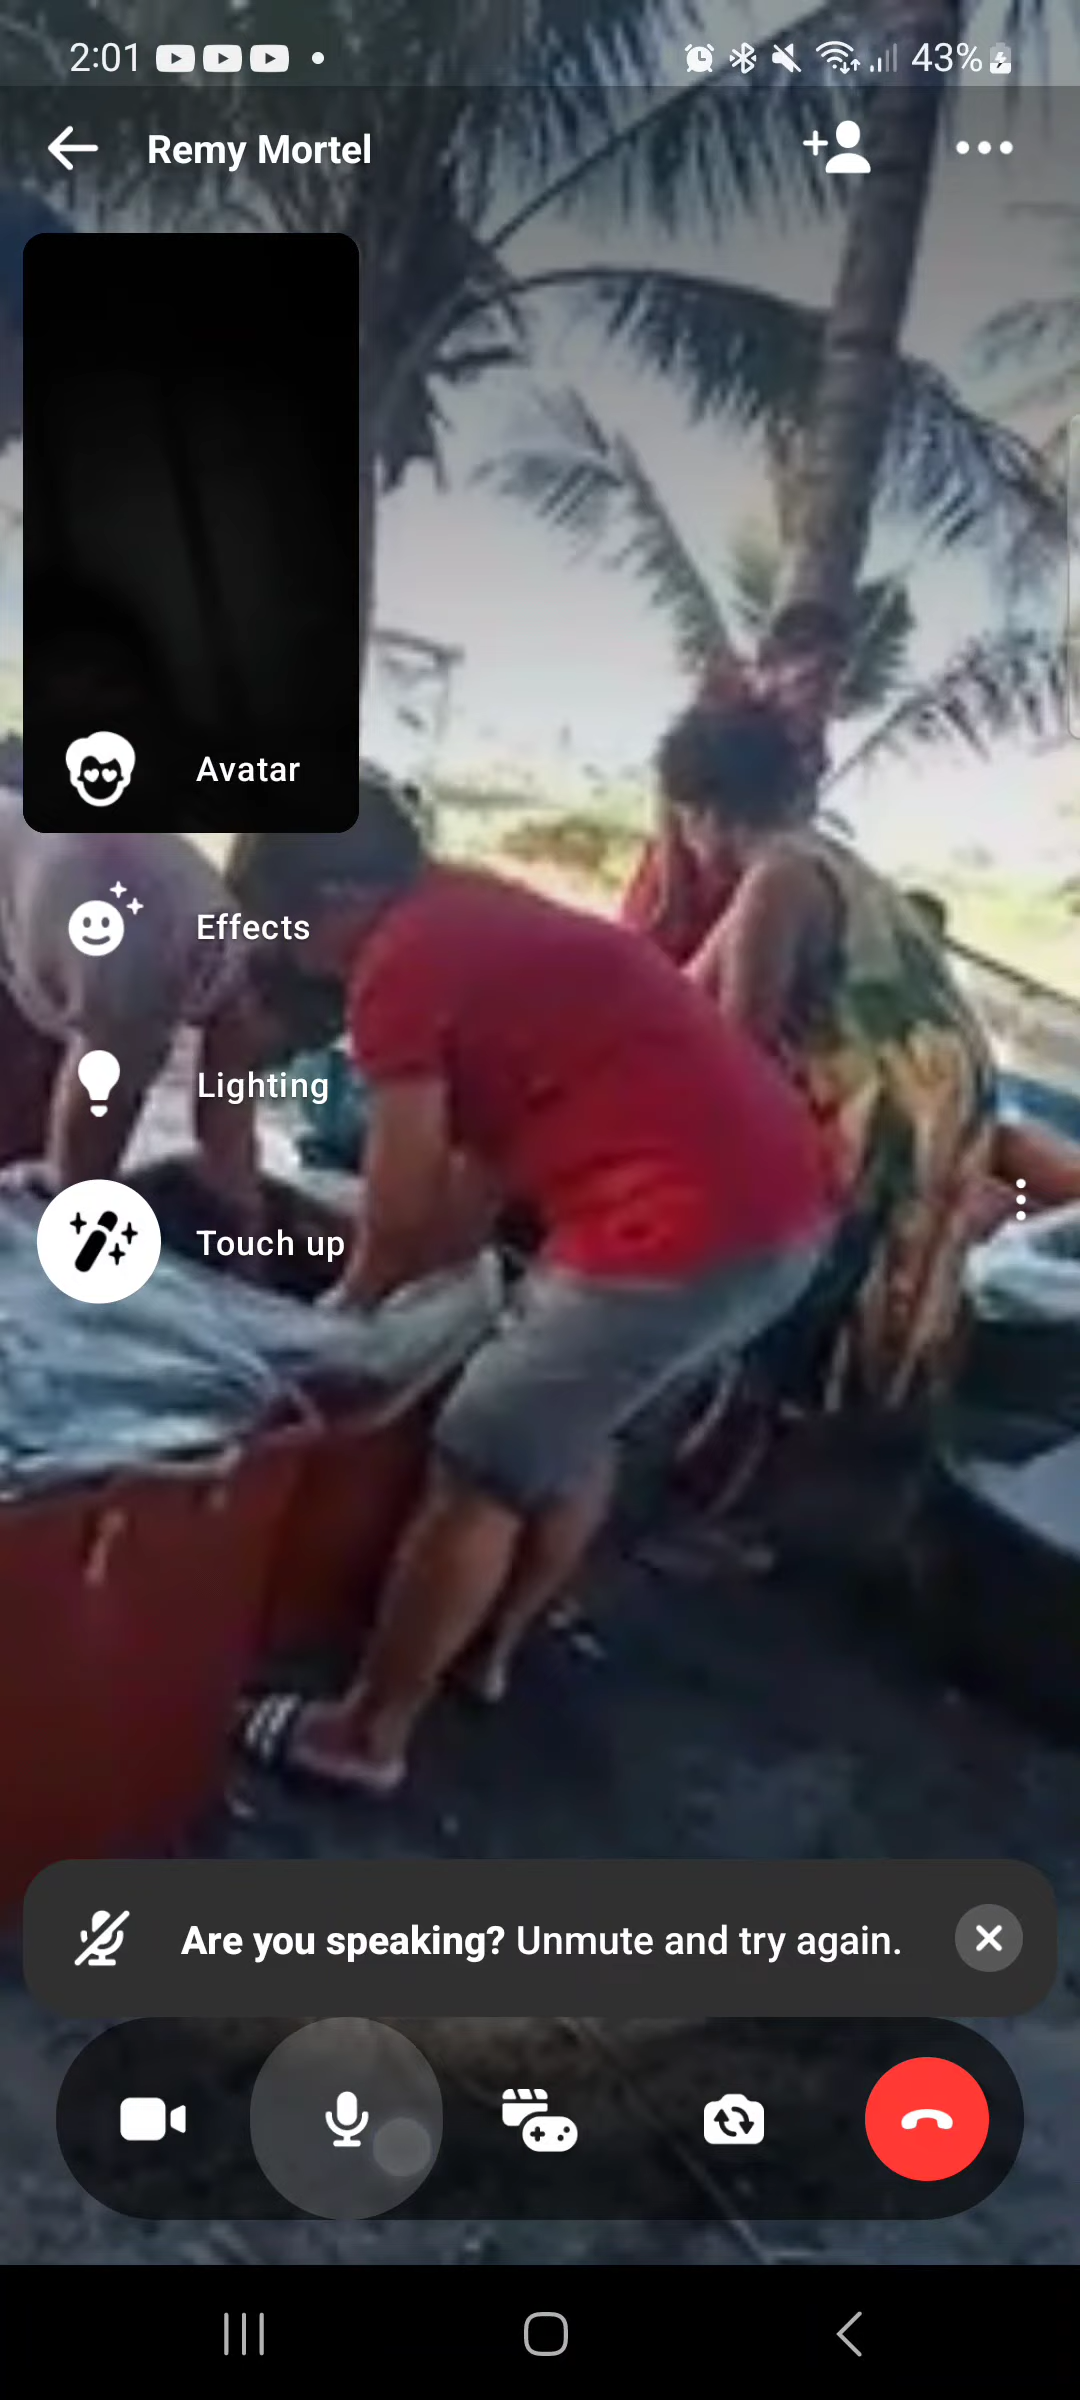 2:01
43%
Remy Mortel
Avatar
Effects
Lighting
Touch up
Are you speaking? Unmute and try again.